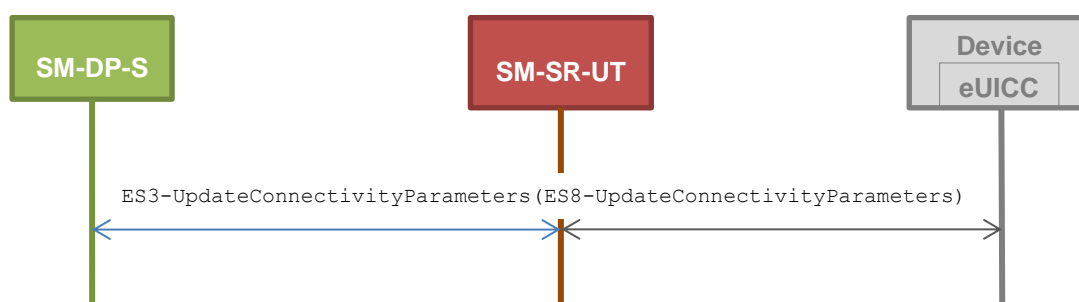 SM-DP-S
SM-SR-UT
Device
eUICC
ES3-UpdateConnectivityParameters(ES8-UpdateConnectivityParameters)